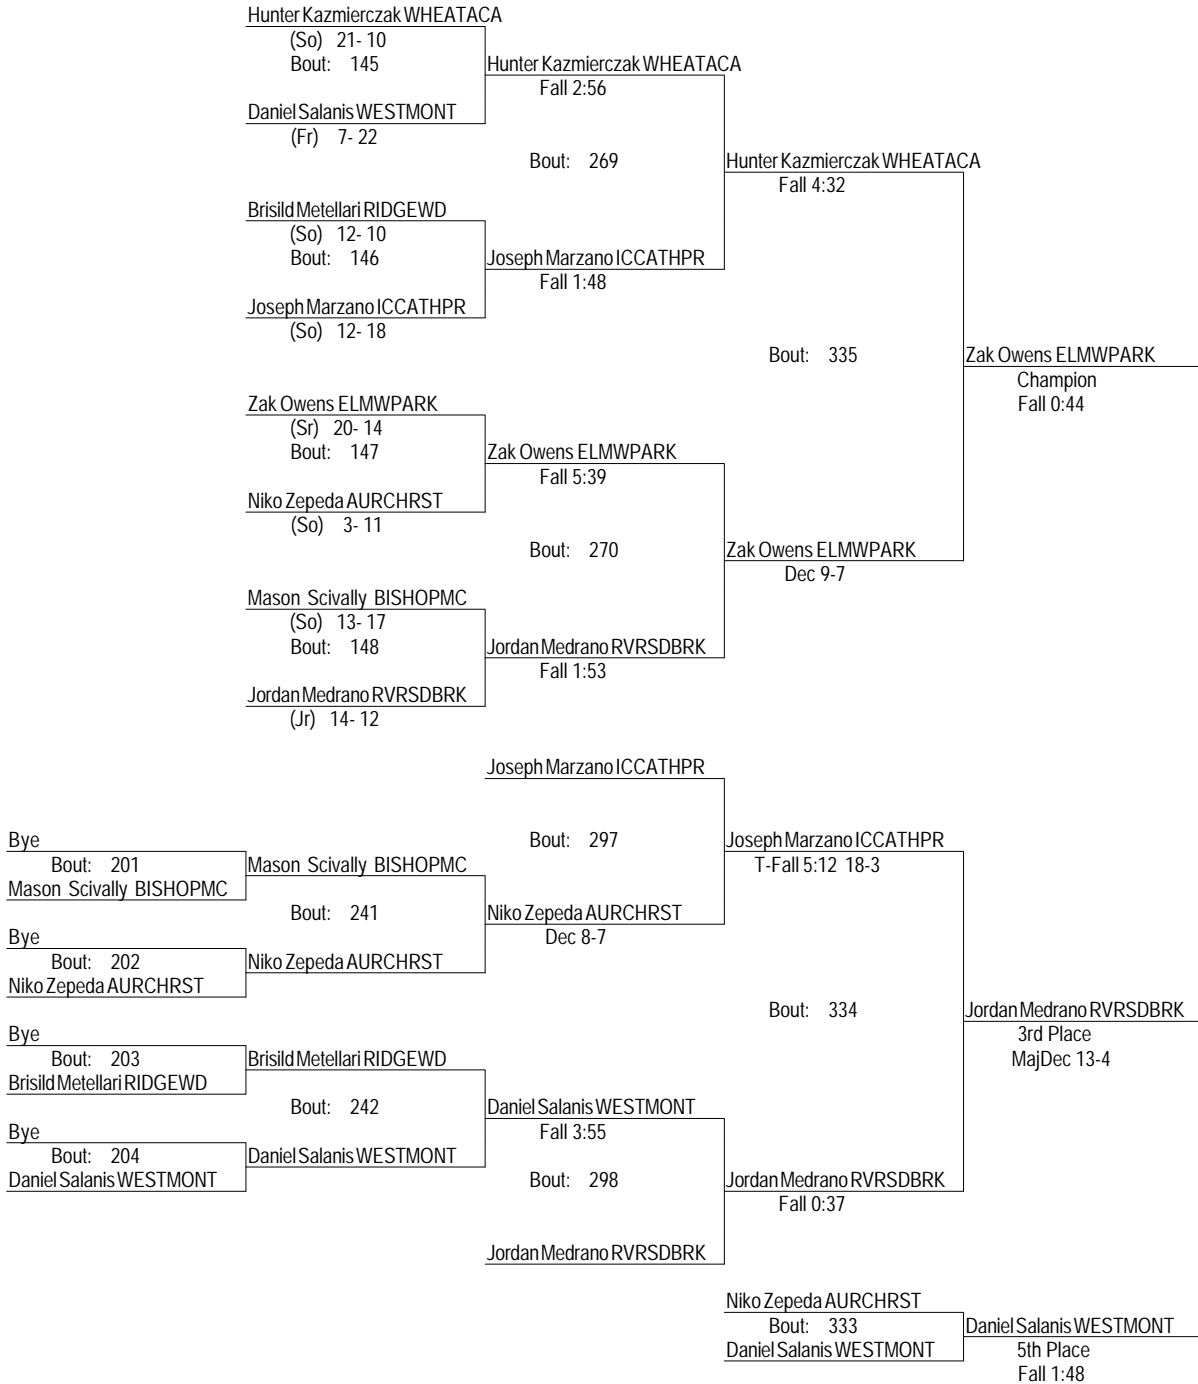 Hunter Kazmierczak WHEATACA
(So) 21- 10
Bout: 145
Hunter Kazmierczak WHEATACA
Fall 2:56
Daniel Salanis WESTMONT
(Fr) 7- 22
Bout: 269
Hunter Kazmierczak WHEATACA
Fall 4:32
Brisild Metellari RIDGEWD
(So) 12- 10
Bout: 146
Joseph Marzano ICCATHPR
Fall 1:48
Joseph Marzano ICCATHPR
(So) 12- 18
Bout: 335
Zak Owens ELMWPARK
Champion
Fall 0:44
Zak Owens ELMWPARK
(Sr) 20- 14
Bout: 147
Zak Owens ELMWPARK
Fall 5:39
Niko Zepeda AURCHRST
(So) 3- 11
Bout: 270
Zak Owens ELMWPARK
Dec 9-7
Mason Scivally BISHOPMC
(So) 13- 17
Bout: 148
Jordan Medrano RVRSDBRK
Fall 1:53
Jordan Medrano RVRSDBRK
(Jr) 14- 12
Joseph Marzano ICCATHPR
Bye
Bout: 297
Joseph Marzano ICCATHPR
T-Fall 5:12 18-3
Bout: 201
Mason Scivally BISHOPMC
Mason Scivally BISHOPMC
Bout: 241
Niko Zepeda AURCHRST
Dec 8-7
Bye
Bout: 202
Niko Zepeda AURCHRST
Niko Zepeda AURCHRST
Bout: 334
Jordan Medrano RVRSDBRK
3rd Place
MajDec 13-4
Bye
Bout: 203
Brisild Metellari RIDGEWD
Brisild Metellari RIDGEWD
Bout: 242
Daniel Salanis WESTMONT
Fall 3:55
Bye
Bout: 204
Daniel Salanis WESTMONT
Daniel Salanis WESTMONT
Bout: 298
Jordan Medrano RVRSDBRK
Fall 0:37
Jordan Medrano RVRSDBRK
Niko Zepeda AURCHRST
Bout: 333
Daniel Salanis WESTMONT
Daniel Salanis WESTMONT
5th Place
Fall 1:48